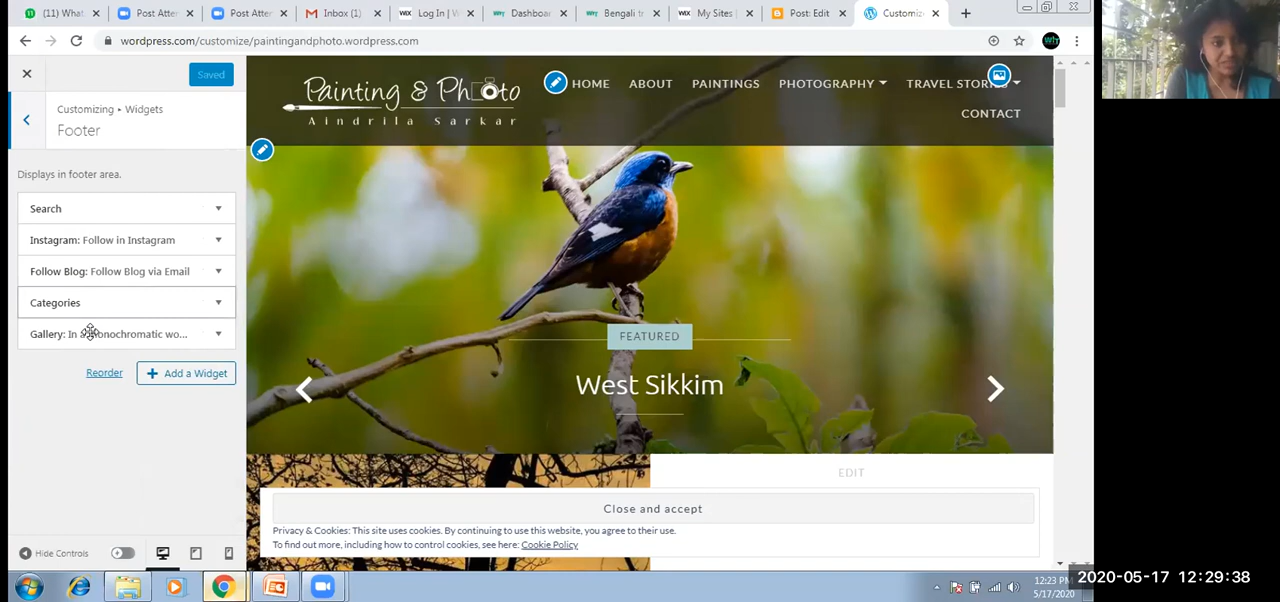 (11) What
Post Atter
Post Atter
Inbox (1)
WIX
Log In | W
Dashboar
Bengali tr
WIX
My Sites |
Post: Edit
Customiz
wordpress.com/customize/paintingandphoto.wordpress.com
Saved
Customizing ▸ Widgets
Footer
Displays in footer area.
Search
Instagram: Follow in Instagram
Follow Blog: Follow Blog via Email
Categories
Gallery: In a monochromatic wo...
Reorder
+ Add a Widget
Hide Controls
Painting & Photo
Aindrila Sarkar
HOME
ABOUT
PAINTINGS
PHOTOGRAPHY
TRAVEL STORIES
CONTACT
FEATURED
West Sikkim
EDIT
Close and accept
Privacy & Cookies: This site uses cookies. By continuing to use this website, you agree to their use.
To find out more, including how to control cookies, see here: Cookie Policy
12:23 PM
5/17/2020
2020-05-17 12:29:38